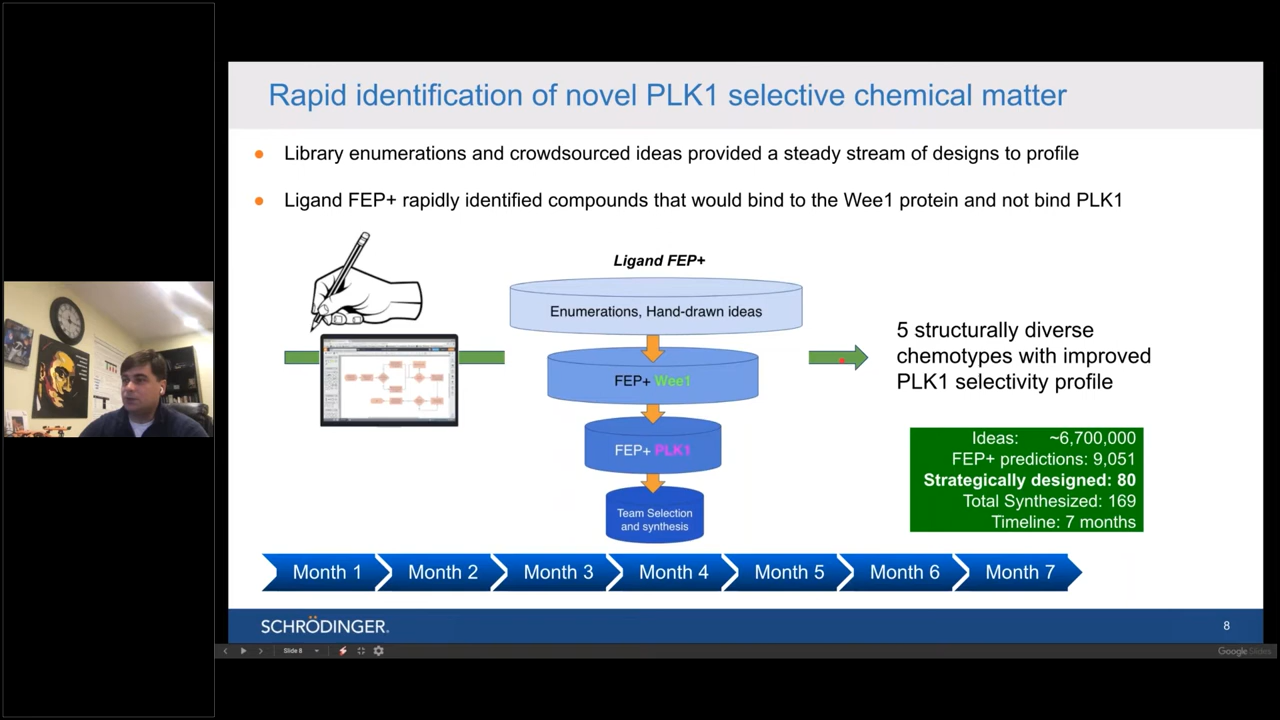 Rapid identification of novel PLK1 selective chemical matter
Library enumerations and crowdsourced ideas provided a steady stream of designs to profile
Ligand FEP+ rapidly identified compounds that would bind to the Wee1 protein and not bind PLK1
Ligand FEP+
Enumerations, Hand-drawn ideas
FEP+ Wee1
FEP+ PLK1
Team Selection
and synthesis
5 structurally diverse
chemotypes with improved
PLK1 selectivity profile
Ideas: ~6,700,000
FEP+ predictions: 9,051
Strategically designed: 80
Total Synthesized: 169
Timeline: 7 months
Month 1
Month 2
Month 3
Month 4
Month 5
Month 6
Month 7
SCHRÖDINGER.
8
Slide 8
Google Slides